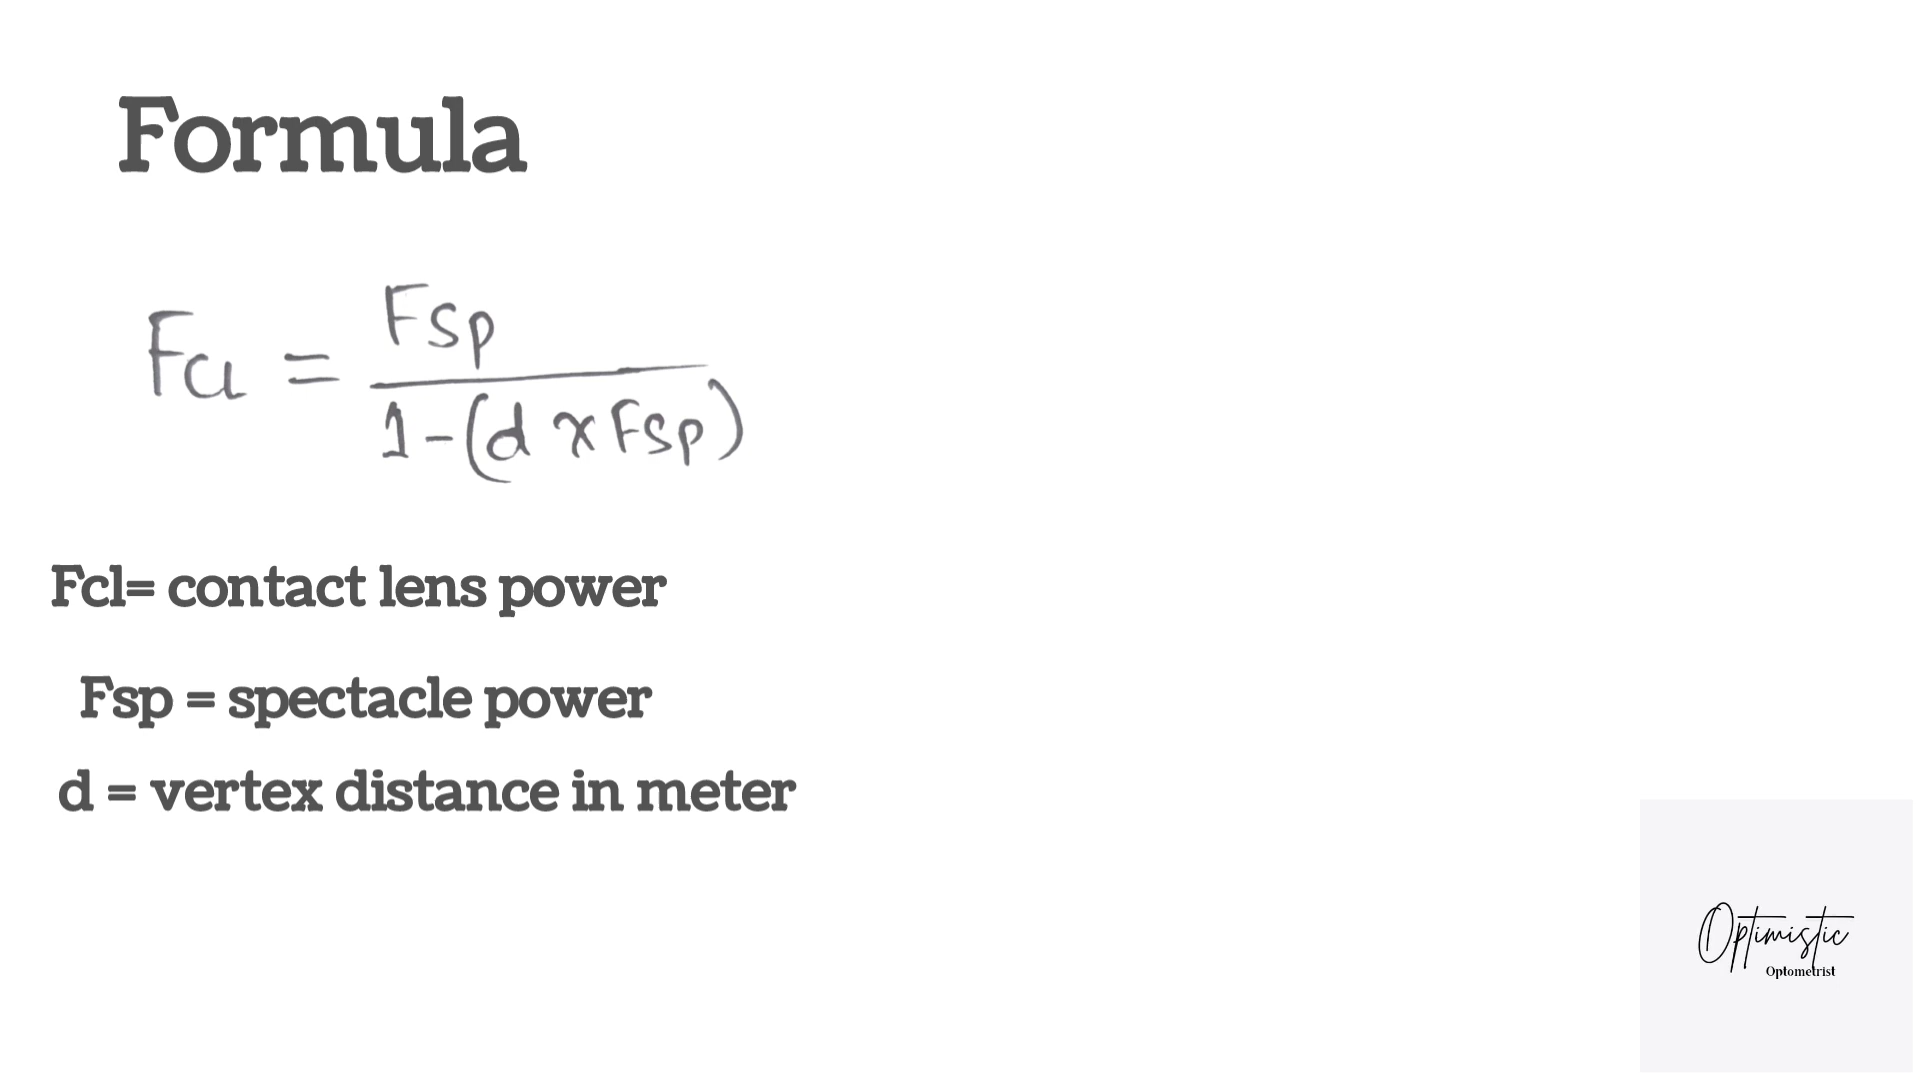 Formula
Fcl = Fsp
1-(d x Fsp)
Fcl= contact lens power
Fsp = spectacle power
d = vertex distance in meter
Optimistic
Optometrist